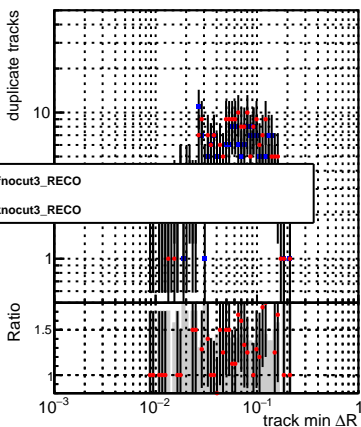 duplicate tracks
10
nocut3_RECO
nocut3_RECO
1
Ratio
1.5
1
10⁻³
10⁻²
10⁻¹
1
track min ΔR